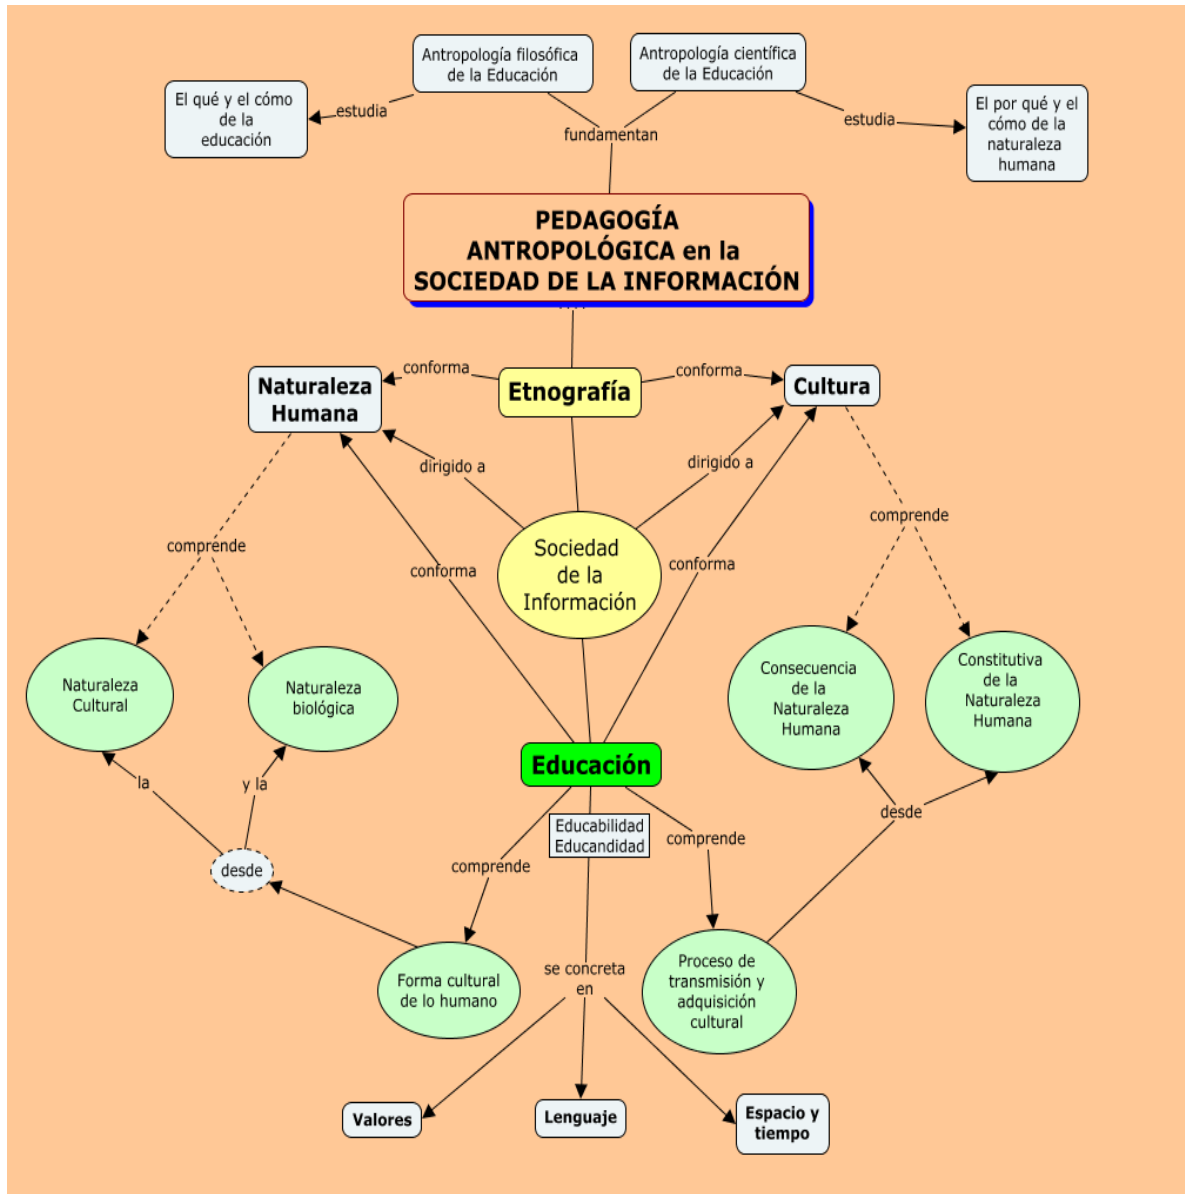 Antropología filosófica
de la Educación
Antropología científica
de la Educación
El qué y el cómo
de la
educación
estudia
fundamentan
estudia
El por qué y el
cómo de la
naturaleza
humana
PEDAGOGÍA
ANTROPOLÓGICA en la
SOCIEDAD DE LA INFORMACIÓN
Naturaleza
Humana
conforma
Etnografía
conforma
Cultura
dirigido a
dirigido a
comprende
conforma
Sociedad
de la
Información
conforma
comprende
Naturaleza
Cultural
Naturaleza
biológica
Consecuencia
de la
Naturaleza
Humana
Constitutiva
de la
Naturaleza
Humana
Educación
la
y la
desde
desde
Educabilidad
Educandidad
comprende
comprende
Forma cultural
de lo humano
se concreta
en
Proceso de
transmisión y
adquisición
cultural
Valores
Lenguaje
Espacio y
tiempo